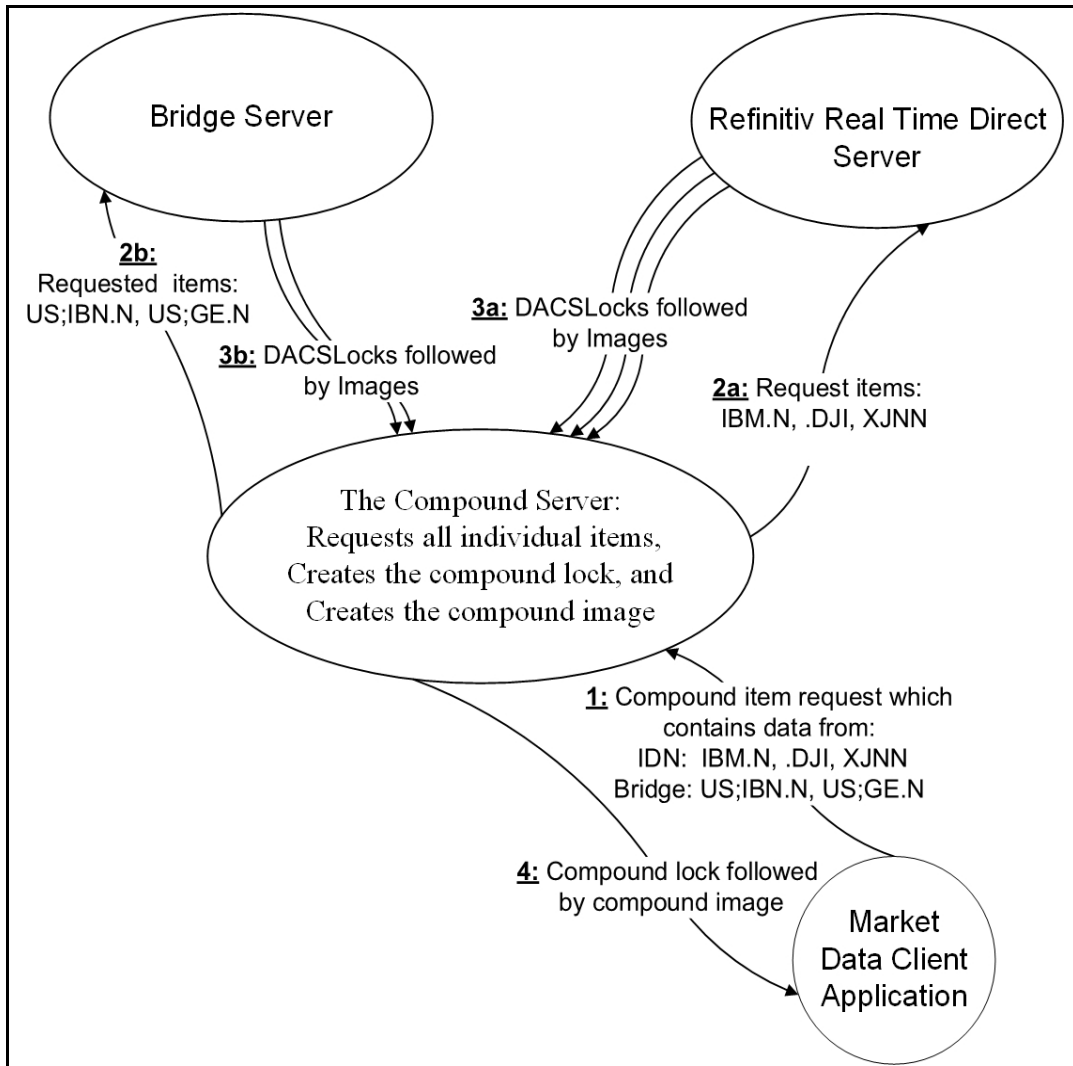 Bridge Server
Refinitiv Real Time Direct
Server
2b:
Requested items:
US;IBN.N, US;GE.N
3b: DACSLocks followed
by Images
3a: DACSLocks followed
by Images
2a: Request items:
IBM.N, .DJI, XJNN
The Compound Server:
Requests all individual items,
Creates the compound lock, and
Creates the compound image
1: Compound item request which
contains data from:
IDN: IBM.N, .DJI, XJNN
Bridge: US;IBN.N, US;GE.N
4: Compound lock followed
by compound image
Market
Data Client
Application